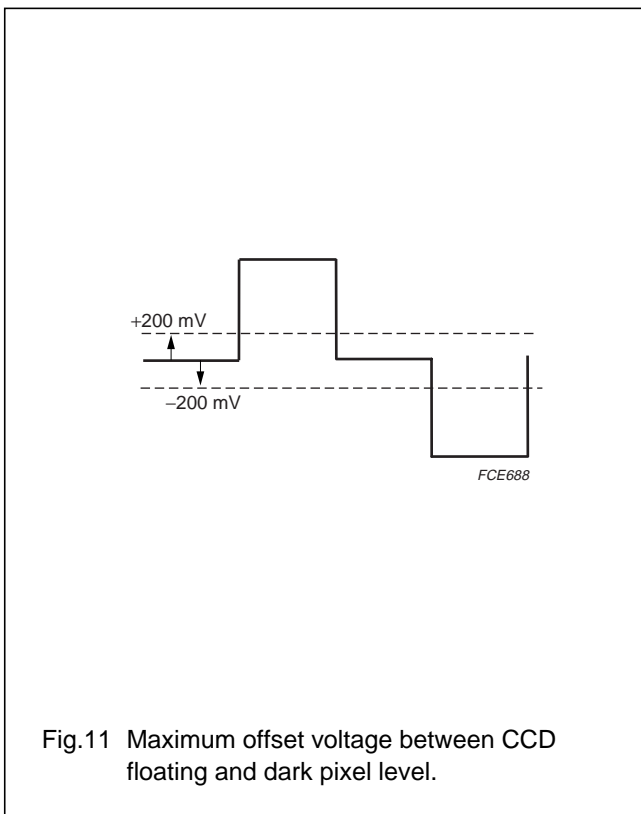 +200 mV
−200 mV
FCE688
Fig.11 Maximum offset voltage between CCD
floating and dark pixel level.